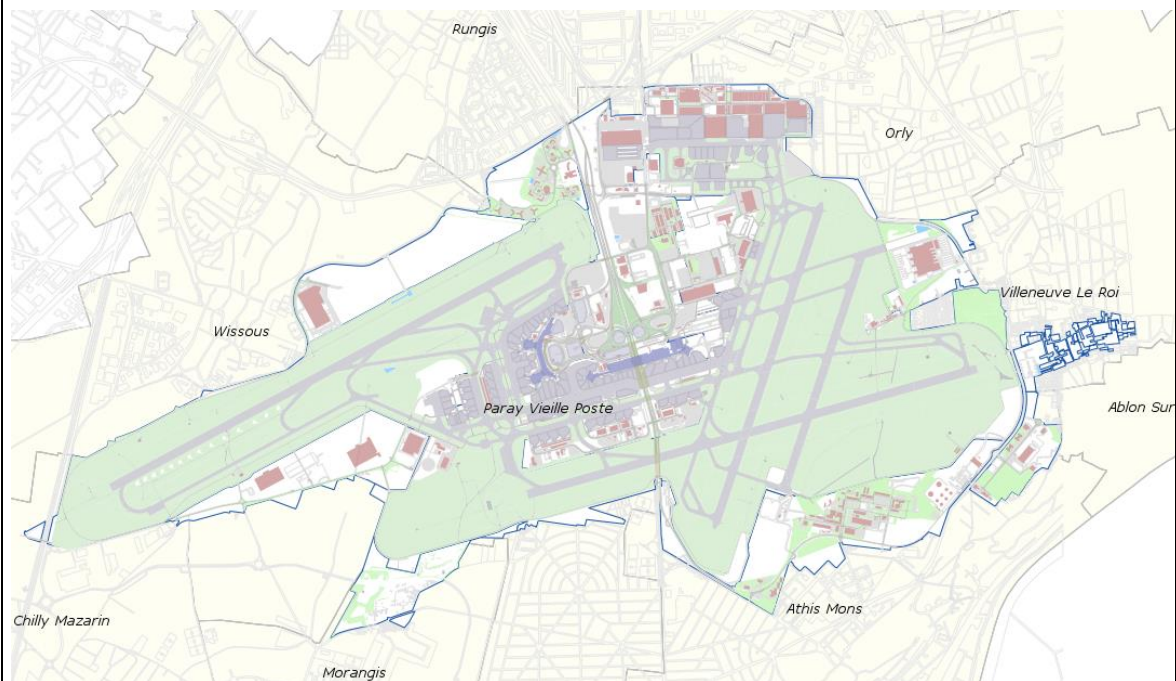 Rungis
Orly
Villeneuve Le Roi
Wissous
Paray Vieille Poste
Ablon Sur
Chilly Mazarin
Athis Mons
Morangis